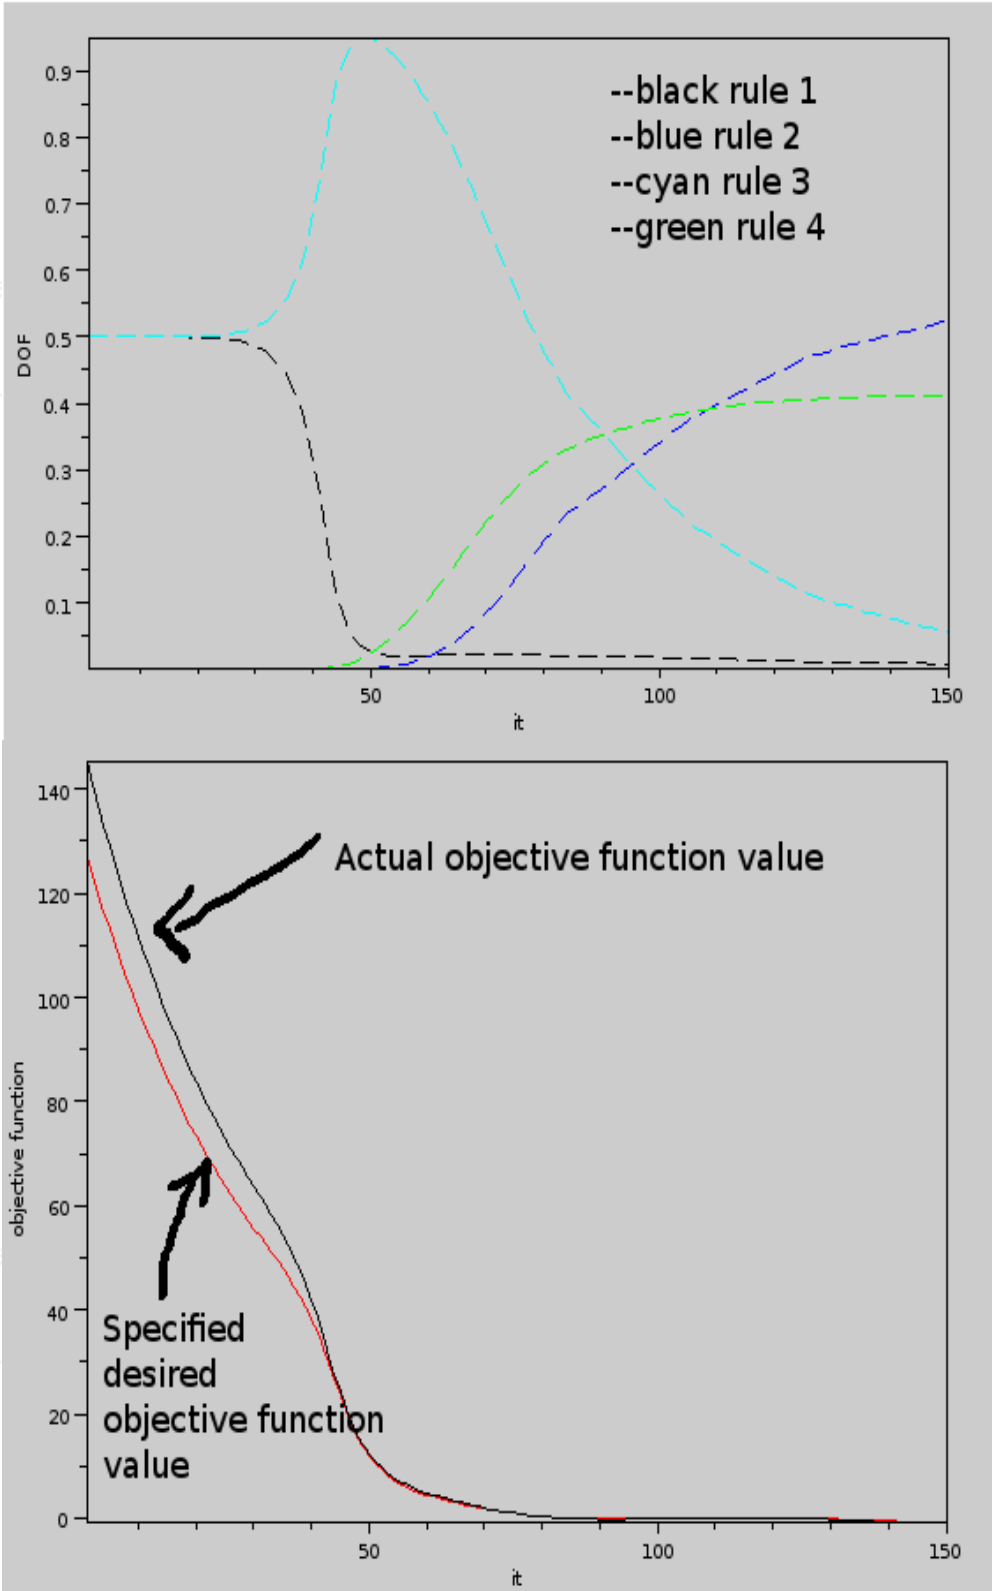 0.9
0.8
0.7
0.6
0.5
0.4
0.3
0.2
0.1
DOF
--black rule 1
--blue rule 2
--cyan rule 3
--green rule 4
50
100
150
it
140
120
100
80
60
40
20
0
objective function
Actual objective function value
Specified
desired
objective function
value
50
100
150
it